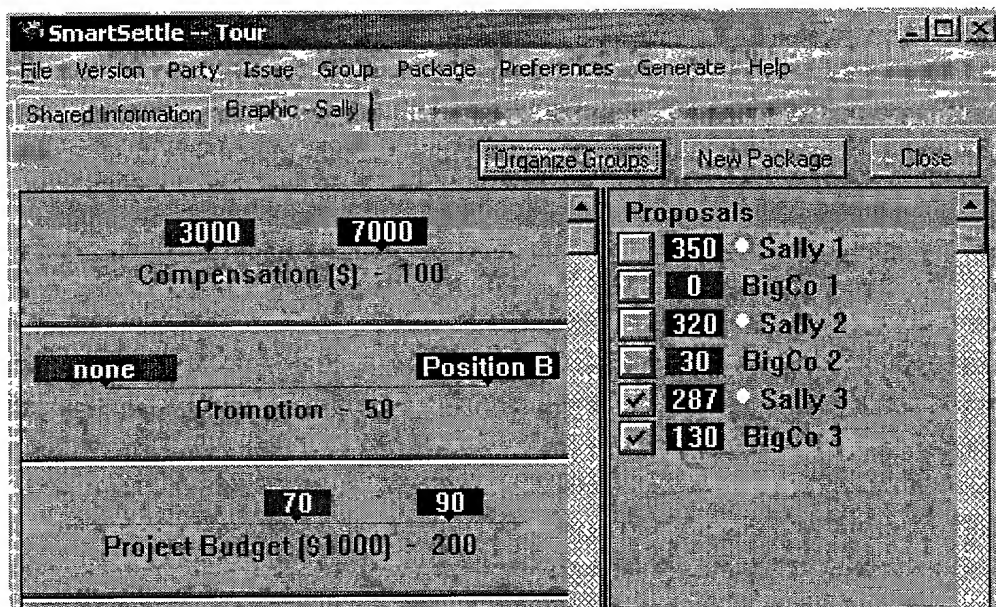 SmartSettle -- Tour
File Version Party Issue Group Package Preferences Generate Help
Shared Information Graphic - Sally
Organize Groups New Package Close
3000 7000
Compensation ($) - 100
none Position B
Promotion - 50
70 90
Project Budget ($1000) - 200
Proposals
350 Sally 1
0 BigCo 1
320 Sally 2
30 BigCo 2
287 Sally 3
130 BigCo 3